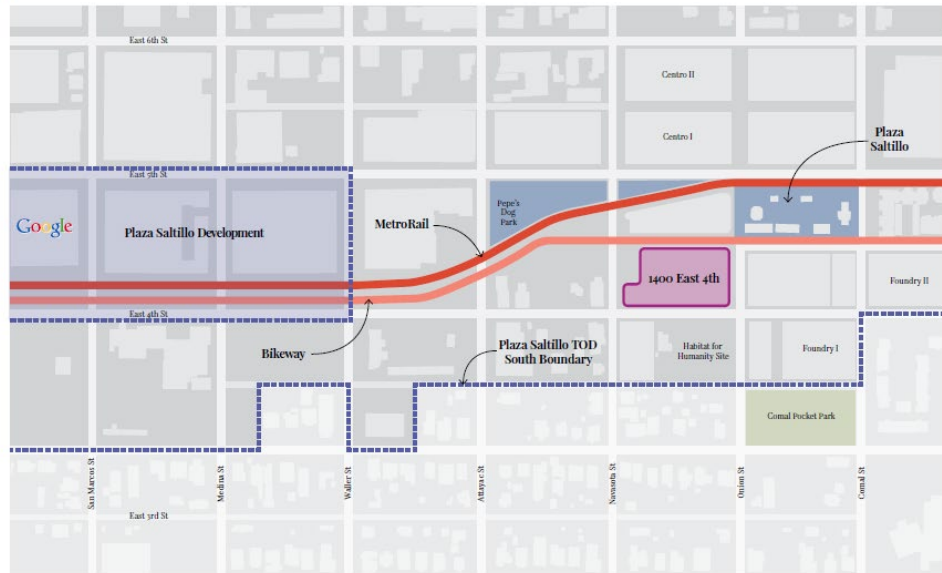 East 6th St
Centro II
Centro I
Plaza
Saltillo
East 5th St
Google
Plaza Saltillo Development
MetroRail
Pepe's
Dog
Park
1400 East 4th
Foundry II
East 4th St
Bikeway
Plaza Saltillo TOD
South Boundary
Habitat for
Humanity Site
Foundry I
Comal Pocket Park
San Marcos St
Medina St
Waller St
Attayac St
Navasota St
Onion St
Comal St
East 3rd St